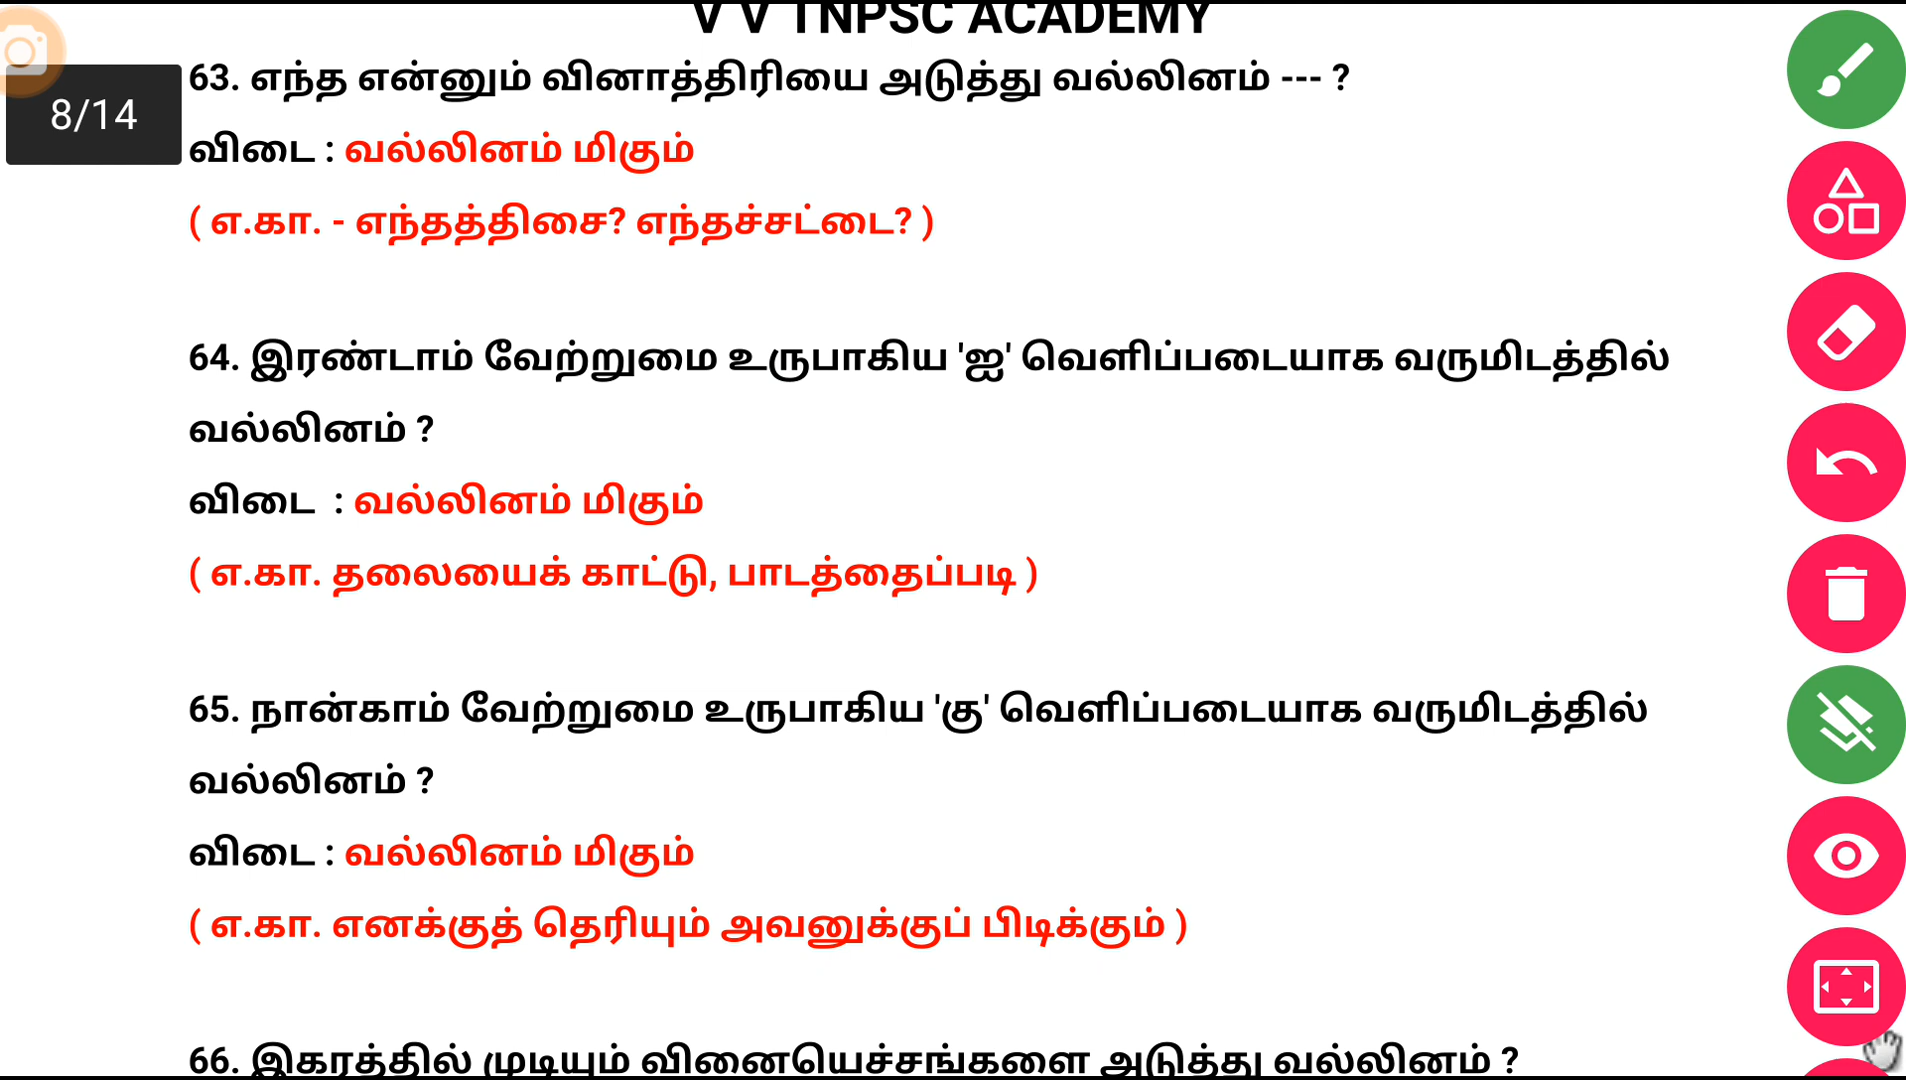 V V TNPSC ACADEMY
8/14
63. எந்த என்னும் வினாத்திரியை அடுத்து வல்லினம் --- ?
விடை : வல்லினம் மிகும்
( எ.கா. - எந்தத்திசை? எந்தச்சட்டை? )
64. இரண்டாம் வேற்றுமை உருபாகிய 'ஐ' வெளிப்படையாக வருமிடத்தில்
வல்லினம் ?
விடை : வல்லினம் மிகும்
( எ.கா. தலையைக் காட்டு, பாடத்தைப்படி )
65. நான்காம் வேற்றுமை உருபாகிய 'கு' வெளிப்படையாக வருமிடத்தில்
வல்லினம் ?
விடை : வல்லினம் மிகும்
( எ.கா. எனக்குத் தெரியும் அவனுக்குப் பிடிக்கும் )
66. இகரத்தில் முடியும் வினையெச்சங்களை அடுத்து வல்லினம் ?